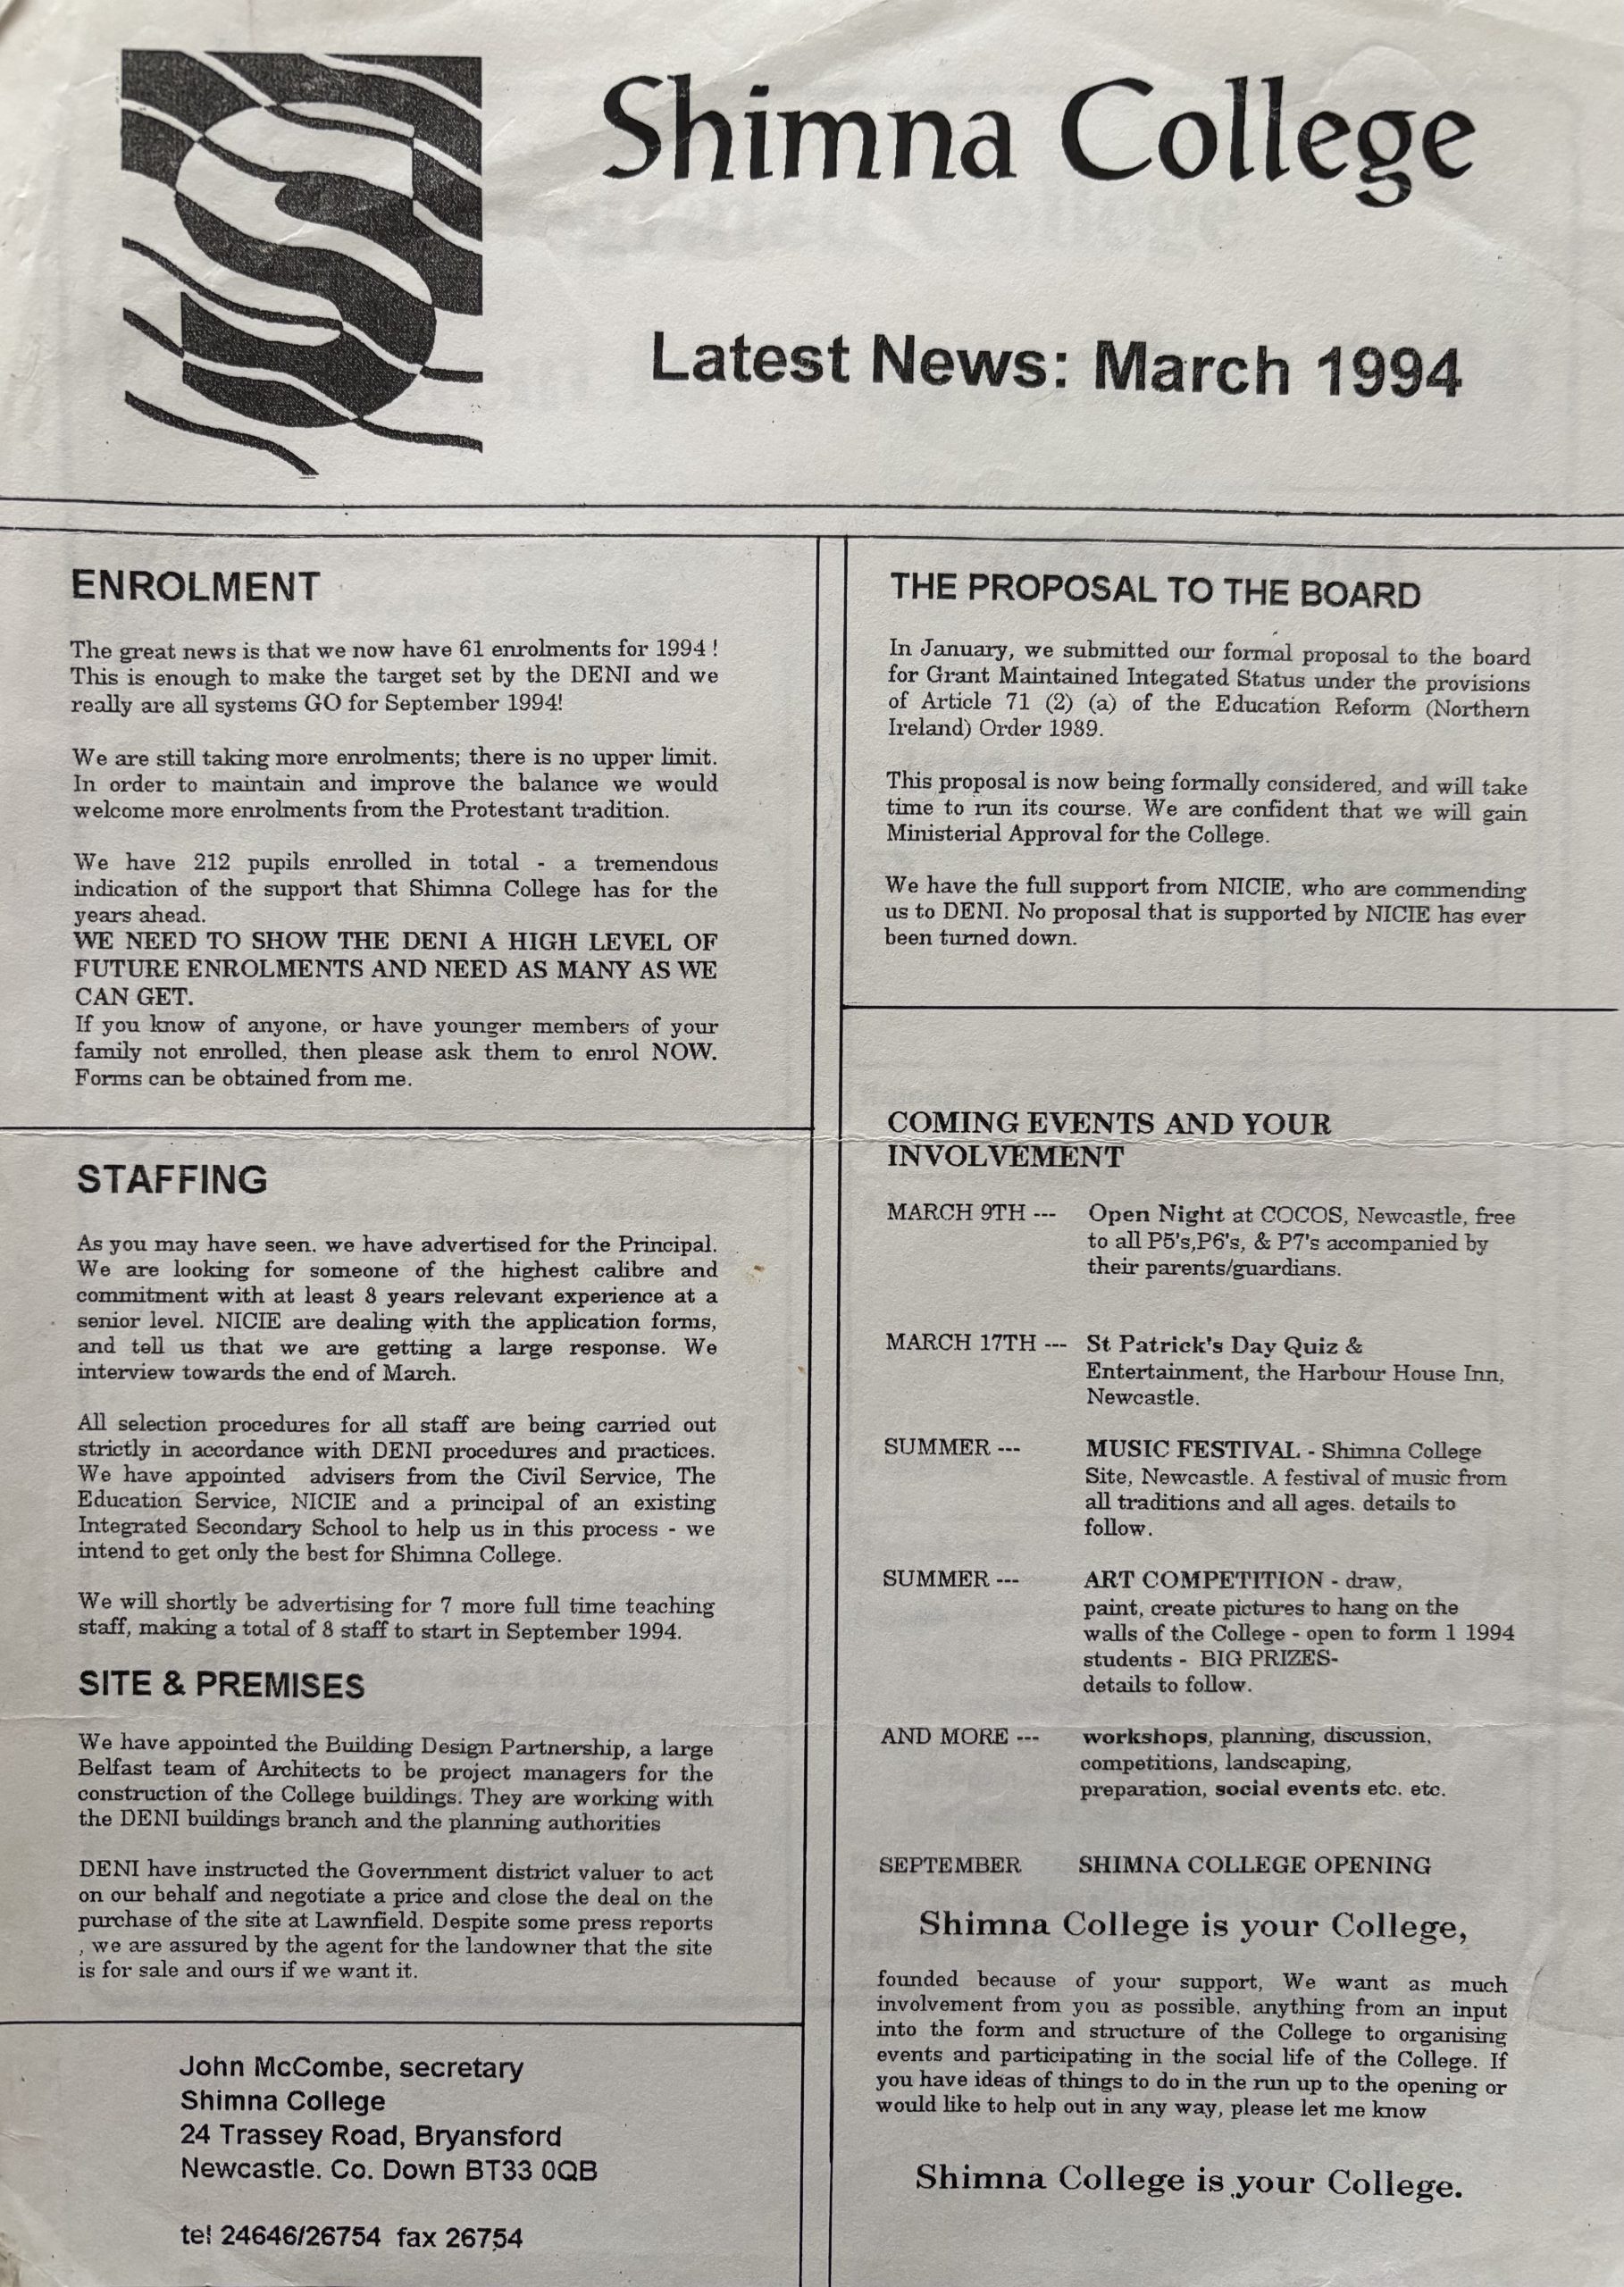 Shimna College
Latest News: March 1994
ENROLMENT
The great news is that we now have 61 enrolments for 1994 !
This is enough to make the target set by the DENI and we
really are all systems GO for September 1994!
We are still taking more enrolments; there is no upper limit.
In order to maintain and improve the balance we would
welcome more enrolments from the Protestant tradition.
We have 212 pupils enrolled in total - a tremendous
indication of the support that Shimna College has for the
years ahead.
WE NEED TO SHOW THE DENI A HIGH LEVEL OF
FUTURE ENROLMENTS AND NEED AS MANY AS WE
CAN GET.
If you know of anyone, or have younger members of your
family not enrolled, then please ask them to enrol NOW.
Forms can be obtained from me.
STAFFING
As you may have seen. we have advertised for the Principal.
We are looking for someone of the highest calibre and
commitment with at least 8 years relevant experience at a
senior level. NICIE are dealing with the application forms,
and tell us that we are getting a large response. We
interview towards the end of March.
All selection procedures for all staff are being carried out
strictly in accordance with DENI procedures and practices.
We have appointed advisers from the Civil Service, The
Education Service, NICIE and a principal of an existing
Integrated Secondary School to help us in this process - we
intend to get only the best for Shimna College.
We will shortly be advertising for 7 more full time teaching
staff, making a total of 8 staff to start in September 1994.
SITE & PREMISES
We have appointed the Building Design Partnership, a large
Belfast team of Architects to be project managers for the
construction of the College buildings. They are working with
the DENI buildings branch and the planning authorities
DENI have instructed the Government district valuer to act
on our behalf and negotiate a price and close the deal on the
purchase of the site at Lawnfield. Despite some press reports
, we are assured by the agent for the landowner that the site
is for sale and ours if we want it.
John McCombe, secretary
Shimna College
24 Trassey Road, Bryansford
Newcastle. Co. Down BT33 0QB
tel 24646/26754 fax 26754
THE PROPOSAL TO THE BOARD
In January, we submitted our formal proposal to the board
for Grant Maintained Integated Status under the provisions
of Article 71 (2) (a) of the Education Reform (Northern
Ireland) Order 1989.
This proposal is now being formally considered, and will take
time to run its course. We are confident that we will gain
Ministerial Approval for the College.
We have the full support from NICIE, who are commending
us to DENI. No proposal that is supported by NICIE has ever
been turned down.
COMING EVENTS AND YOUR
INVOLVEMENT
MARCH 9TH --- Open Night at COCOS, Newcastle, free
to all P5's,P6's, & P7's accompanied by
their parents/guardians.
MARCH 17TH --- St Patrick's Day Quiz &
Entertainment, the Harbour House Inn,
Newcastle.
SUMMER --- MUSIC FESTIVAL - Shimna College
Site, Newcastle. A festival of music from
all traditions and all ages. details to
follow.
SUMMER --- ART COMPETITION - draw,
paint, create pictures to hang on the
walls of the College - open to form 1 1994
students - BIG PRIZES-
details to follow.
AND MORE --- workshops, planning, discussion,
competitions, landscaping,
preparation, social events etc. etc.
SEPTEMBER SHIMNA COLLEGE OPENING
Shimna College is your College,
founded because of your support, We want as much
involvement from you as possible. anything from an input
into the form and structure of the College to organising
events and participating in the social life of the College. If
you have ideas of things to do in the run up to the opening or
would like to help out in any way, please let me know
Shimna College is your College.